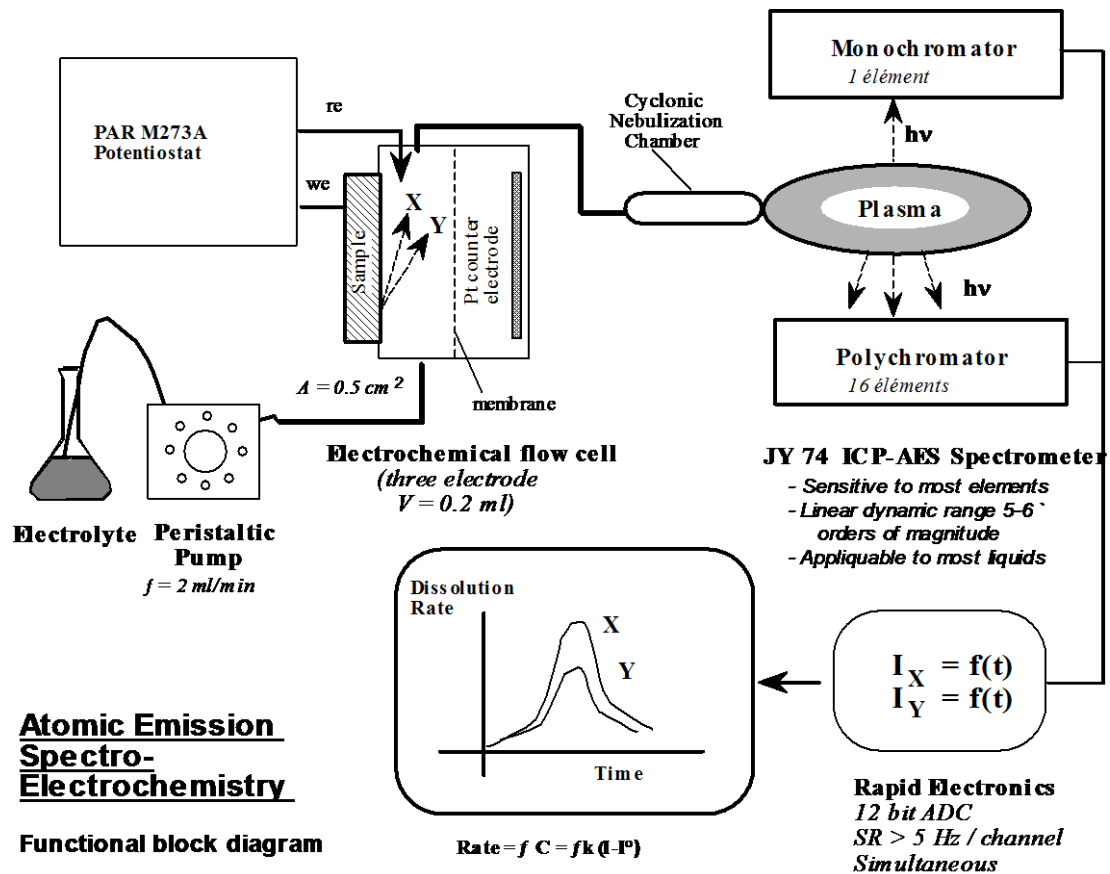 Monochromator
1 élément
re
Cyclonic
Nebulization
Chamber
PAR M273A
Potentiostat
hν
we
X
Y
Plasma
Sample
Pt counter
electrode
hν
Polychromator
16 éléments
A = 0.5 cm²
membrane
Electrochemical flow cell
(three electrode
V = 0.2 ml)
JY 74 ICP-AES Spectrometer
- Sensitive to most elements
- Linear dynamic range 5-6 `
orders of magnitude
- Appliquable to most liquids
Electrolyte
Peristaltic
Pump
f = 2 ml/min
Dissolution
Rate
X
Y
Time
I_X = f(t)
I_Y = f(t)
Atomic Emission
Spectro-
Electrochemistry
Functional block diagram
Rate = f C = fk (I-Iº)
Rapid Electronics
12 bit ADC
SR > 5 Hz / channel
Simultaneous